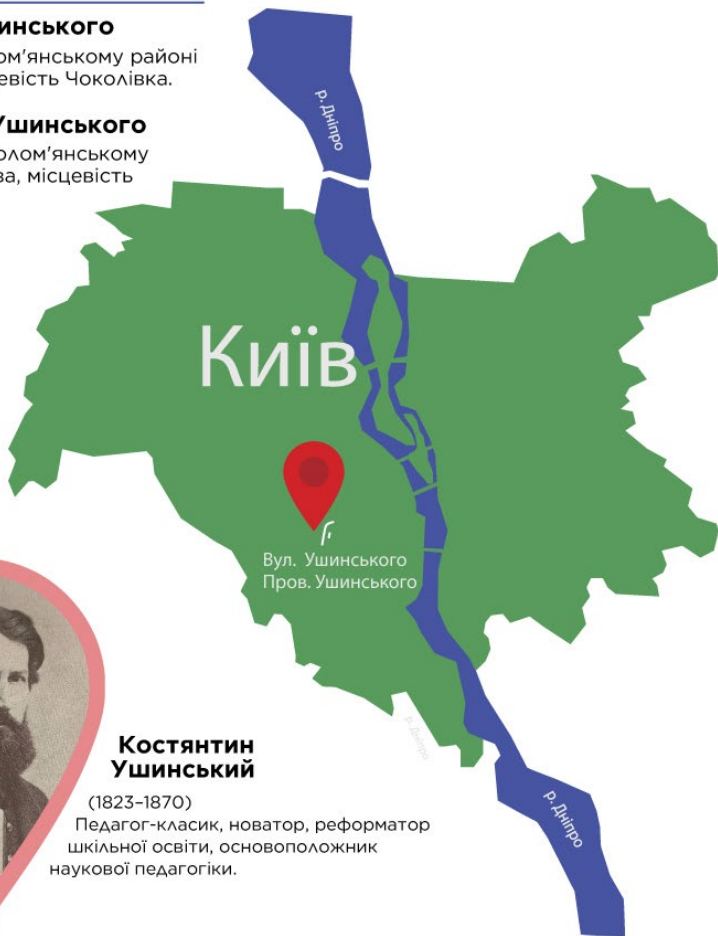 инського
ом'янському районі
евість Чоколівка.
Ушинського
олом'янському
ва, місцевість
р. Дніпро
Київ
Вул. Ушинського
Пров. Ушинського
р. Дніпро
Костянтин
Ушинський
(1823–1870)
Педагог-класик, новатор, реформатор
шкільної освіти, основоположник
наукової педагогіки.
р. Дніпро